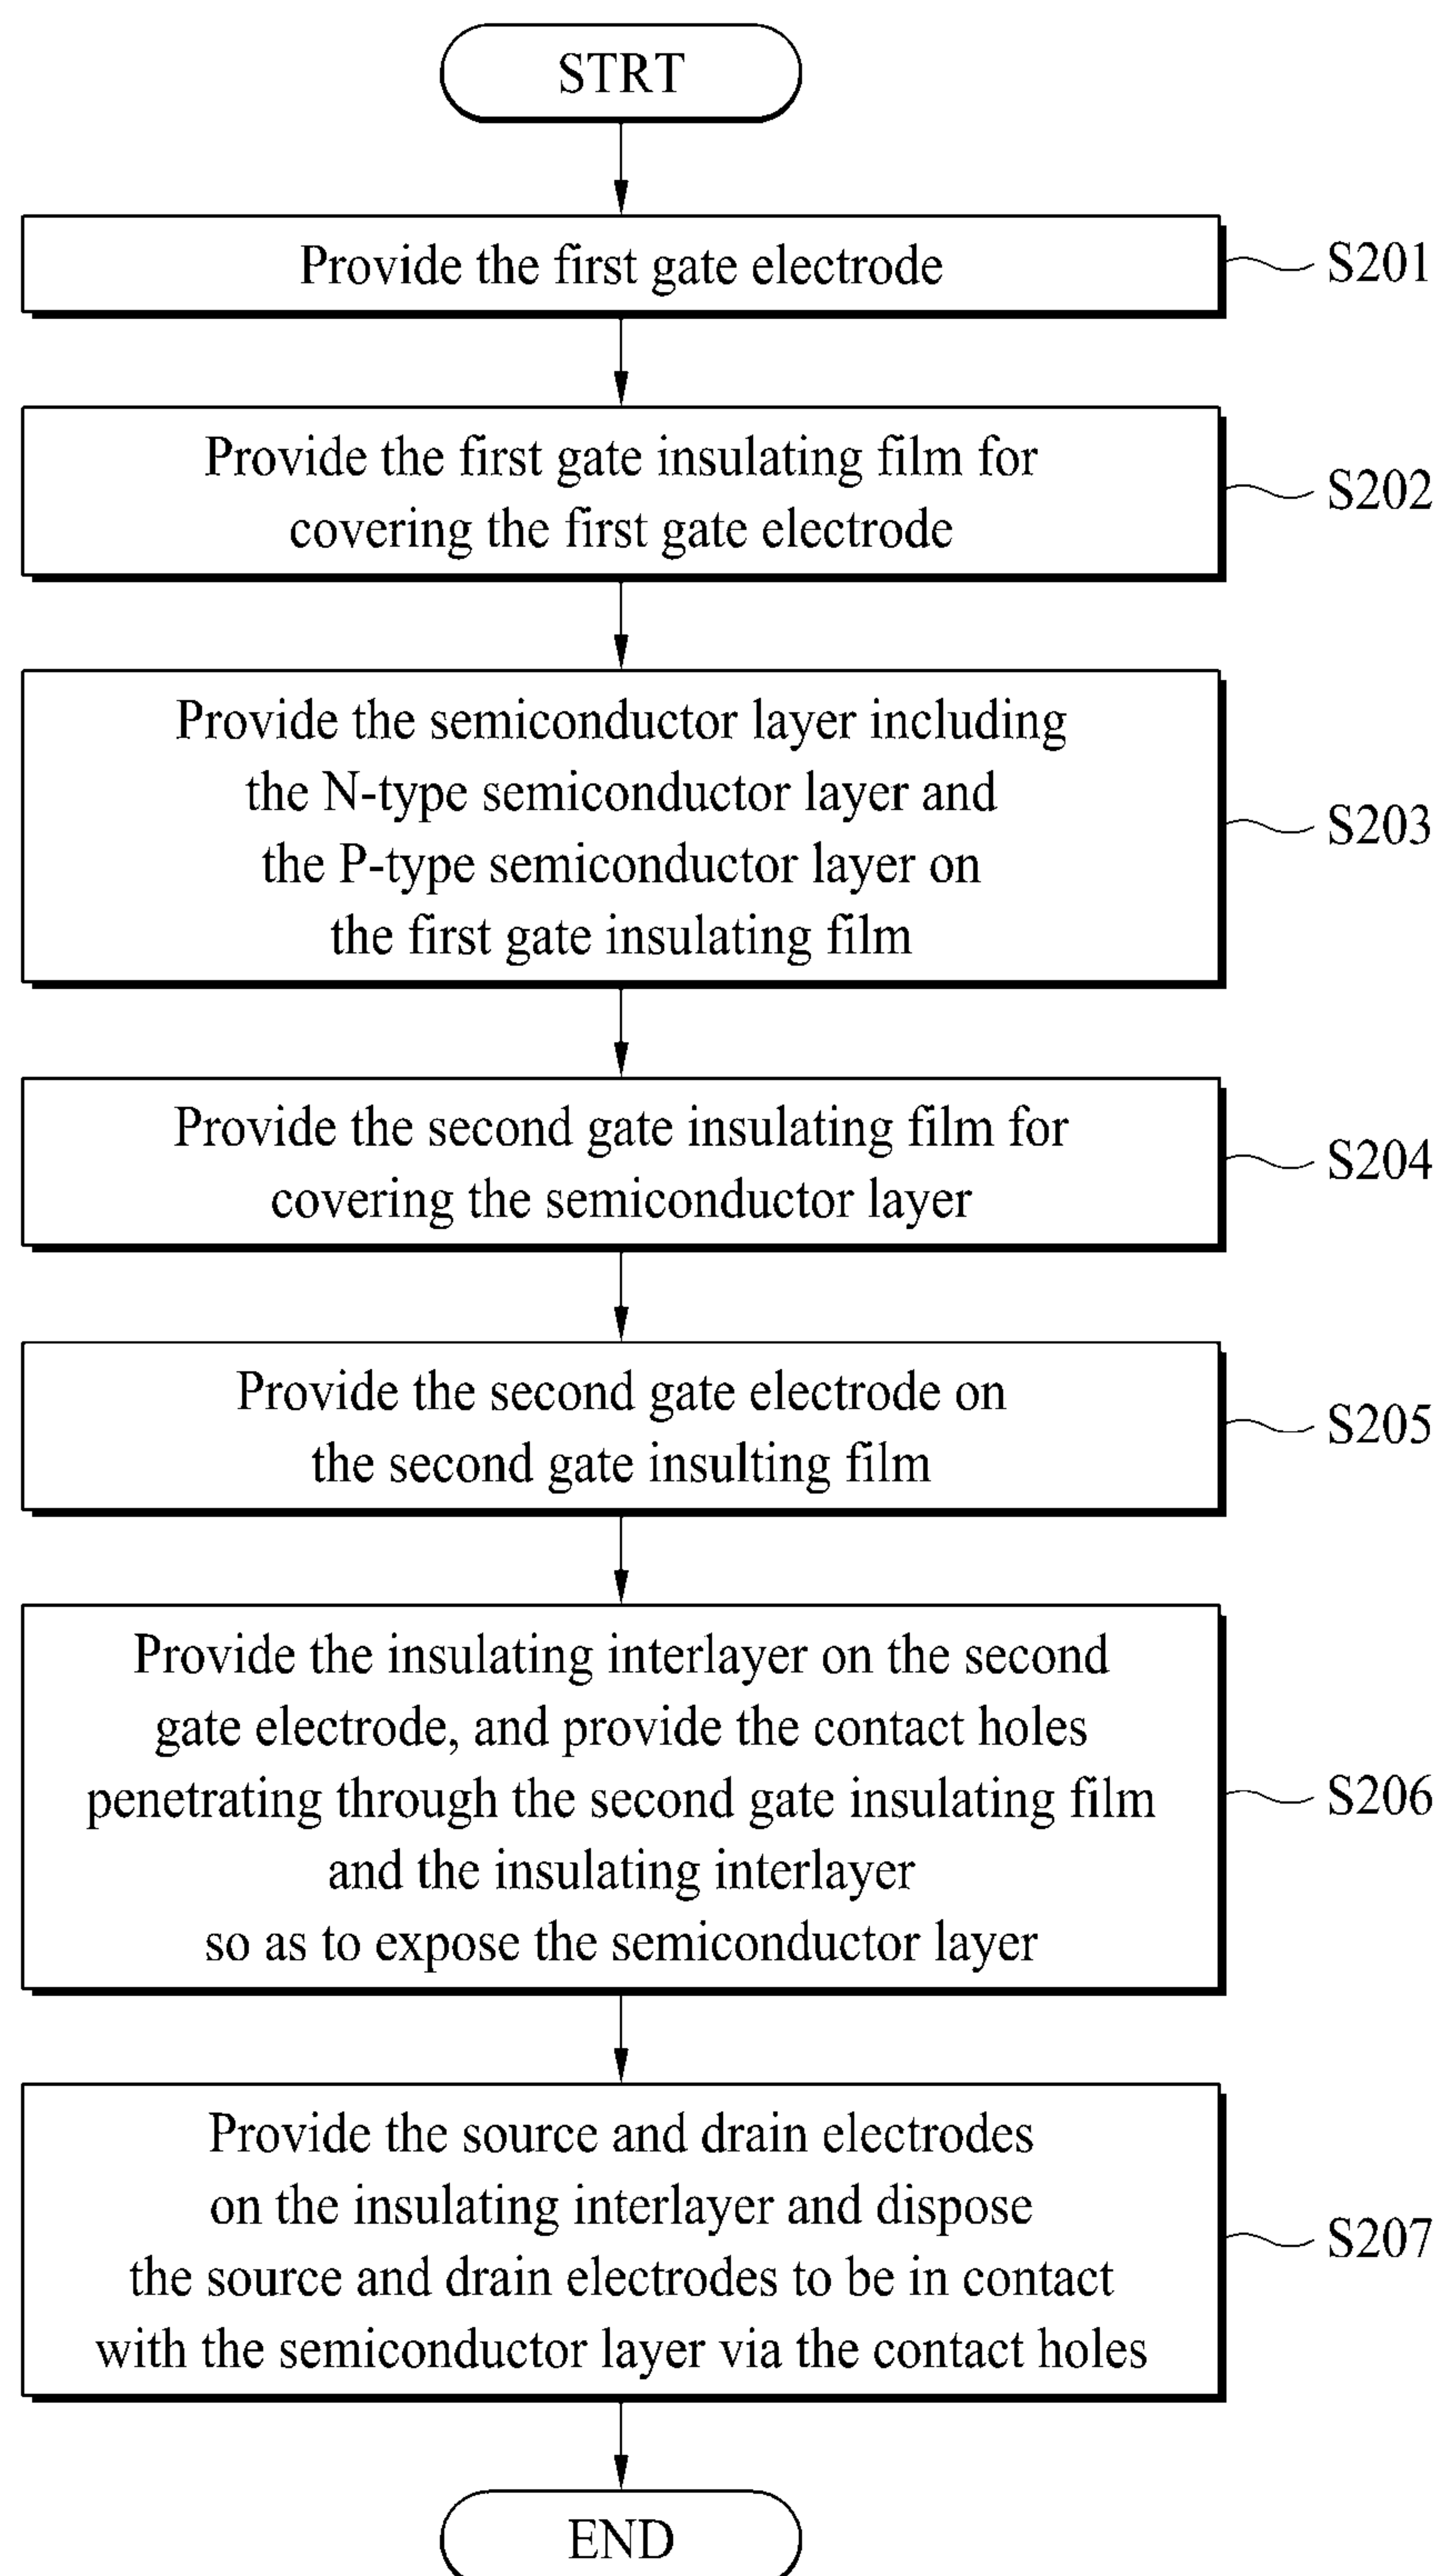 STRT
Provide the first gate electrode
S201
Provide the first gate insulating film for
covering the first gate electrode
S202
Provide the semiconductor layer including
the N-type semiconductor layer and
the P-type semiconductor layer on
the first gate insulating film
S203
Provide the second gate insulating film for
covering the semiconductor layer
S204
Provide the second gate electrode on
the second gate insulting film
S205
Provide the insulating interlayer on the second
gate electrode, and provide the contact holes
penetrating through the second gate insulating film
and the insulating interlayer
so as to expose the semiconductor layer
S206
Provide the source and drain electrodes
on the insulating interlayer and dispose
the source and drain electrodes to be in contact
with the semiconductor layer via the contact holes
S207
END